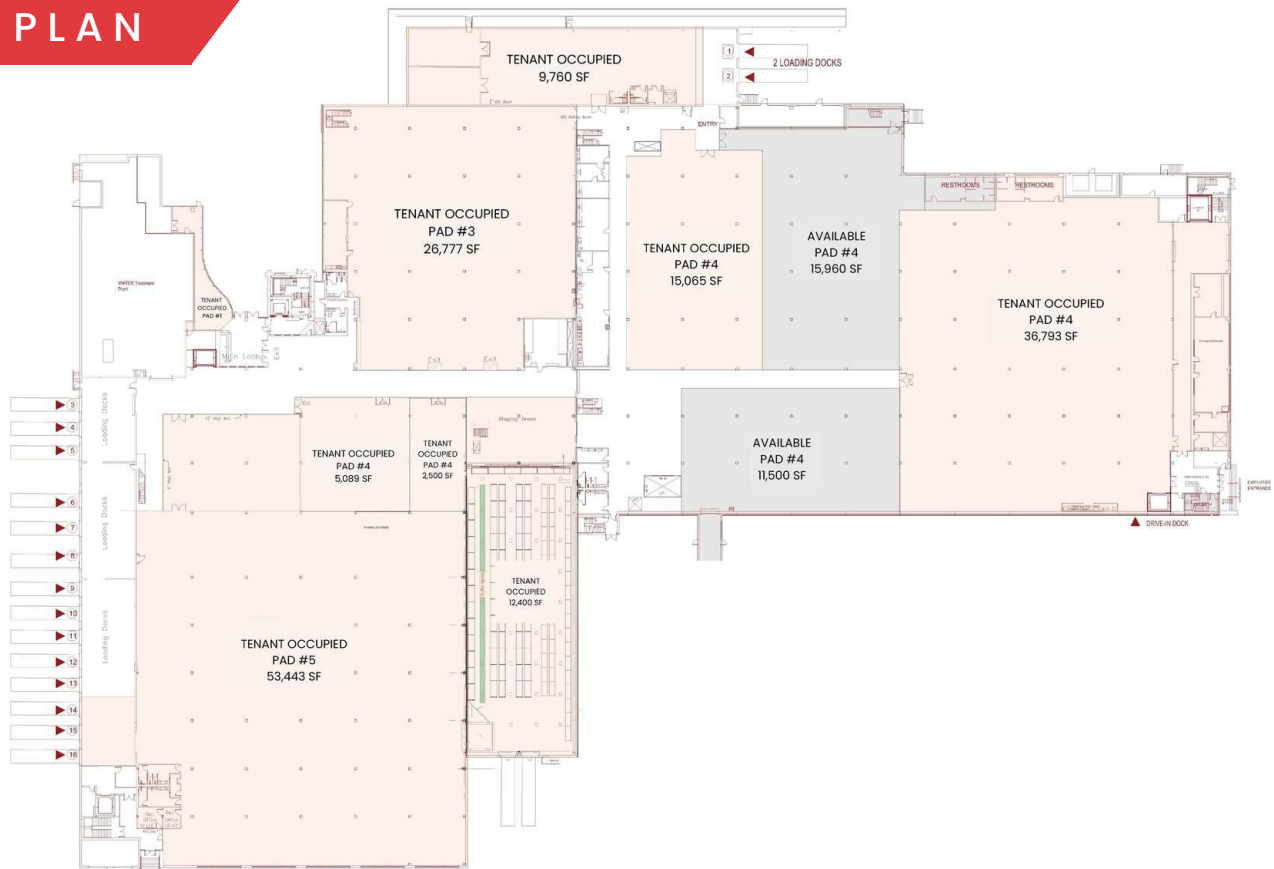 PLAN
TENANT OCCUPIED
9,760 SF
1
2
2 LOADING DOCKS
ENTRY
TENANT OCCUPIED
PAD #3
26,777 SF
RESTROOMS
RESTROOMS
TENANT OCCUPIED
PAD #4
15,065 SF
AVAILABLE
PAD #4
15,960 SF
TENANT OCCUPIED
PAD #4
36,793 SF
WATER Treatment
Plant
TENANT
OCCUPIED
PAD #1
Main Lobby
Exit
Exit
Exit
Exit
3
4
5
Loading Docks
6
7
8
Loading Docks
9
10
11
12
13
Loading Docks
14
15
16
TENANT OCCUPIED
PAD #4
5,089 SF
TENANT
OCCUPIED
PAD #4
2,500 SF
AVAILABLE
PAD #4
11,500 SF
EMPLOYEE
ENTRANCE
DRIVE-IN DOCK
TENANT
OCCUPIED
12,400 SF
TENANT OCCUPIED
PAD #5
53,443 SF